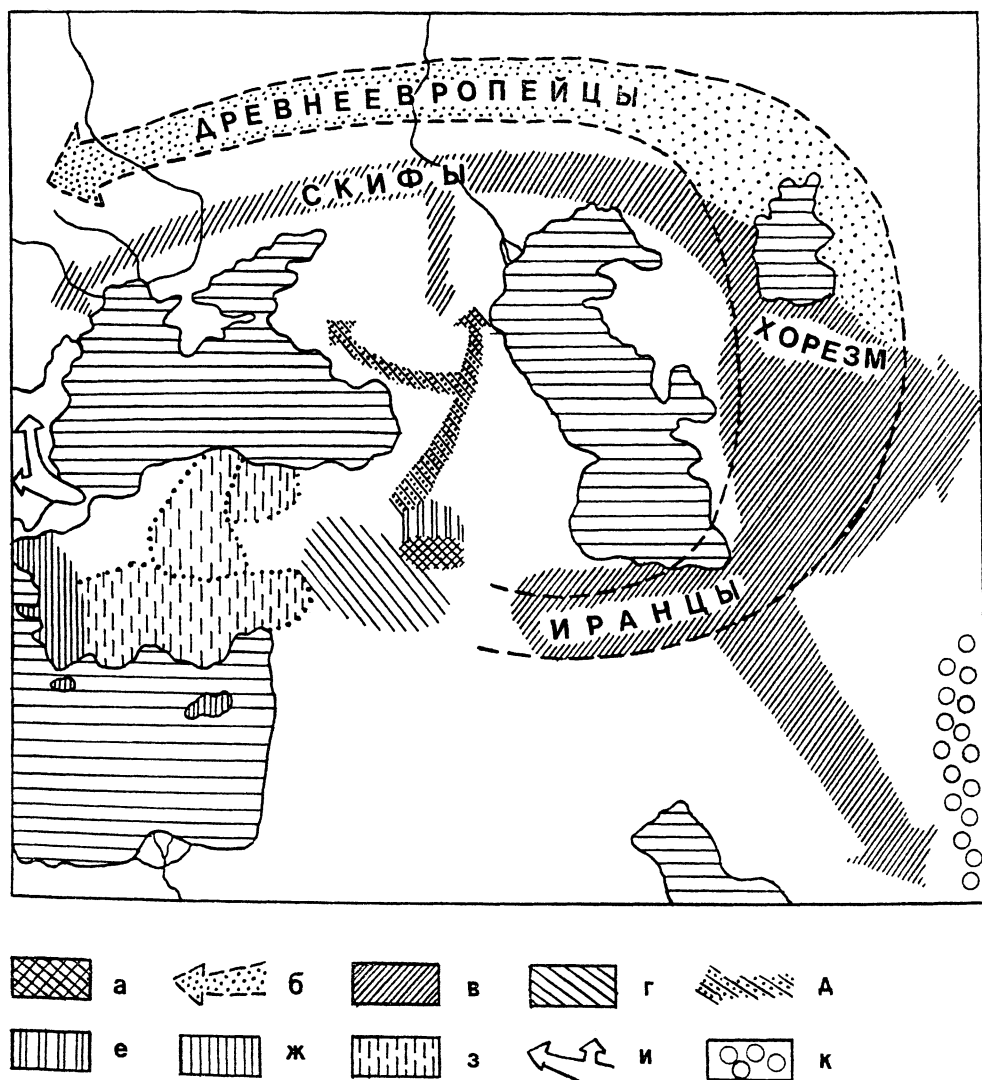 ДРЕВНЕЕВРОПЕЙЦЫ
СКИФЫ
ХОРЕЗМ
ИРАНЦЫ
а б в г д
е ж з и к